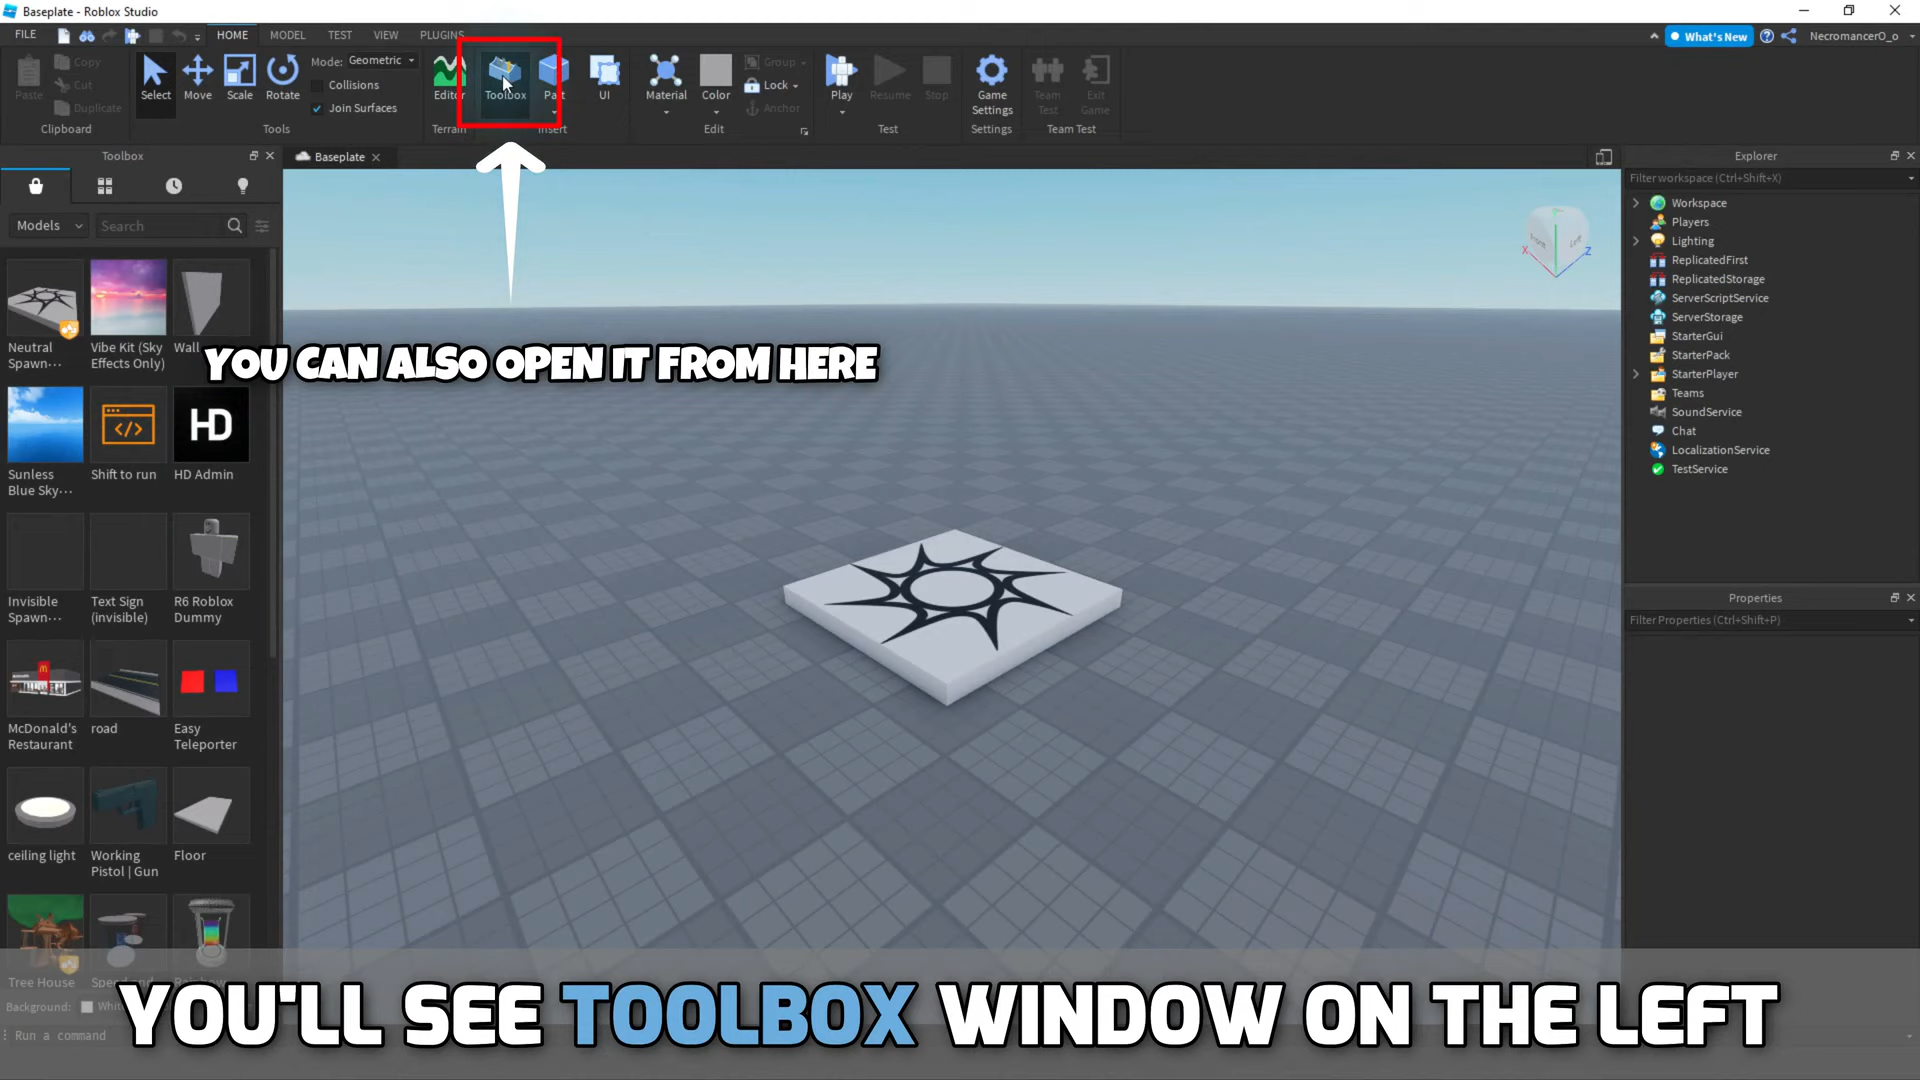 Baseplate - Roblox Studio
FILE HOME MODEL TEST VIEW PLUGINS What's New NecromancerO_o
Paste Copy Cut Duplicate
Select Move Scale Rotate
Mode: Geometric
Collisions
Join Surfaces
Editor Toolbox Part UI
Material Color Group Lock Anchor
Play Resume Stop
Game Settings
Team Test
Exit Game
Clipboard Tools Terrain Insert Edit Test Settings Team Test
Toolbox
Models Search
Neutral Spawn...
Vibe Kit (Sky Effects Only)
Wall
Sunless Blue Sky...
Shift to run
HD
HD Admin
Invisible Spawn...
Text Sign (invisible)
R6 Roblox Dummy
McDonald's Restaurant
road
Easy Teleporter
ceiling light
Working Pistol | Gun
Floor
Tree House
Background: Whit
Run a command
Baseplate
Front Left
X Z
YOU CAN ALSO OPEN IT FROM HERE
Explorer
Filter workspace (Ctrl+Shift+X)
Workspace
Players
Lighting
ReplicatedFirst
ReplicatedStorage
ServerScriptService
ServerStorage
StarterGui
StarterPack
StarterPlayer
Teams
SoundService
Chat
LocalizationService
TestService
Properties
Filter Properties (Ctrl+Shift+P)
YOU'LL SEE TOOLBOX WINDOW ON THE LEFT